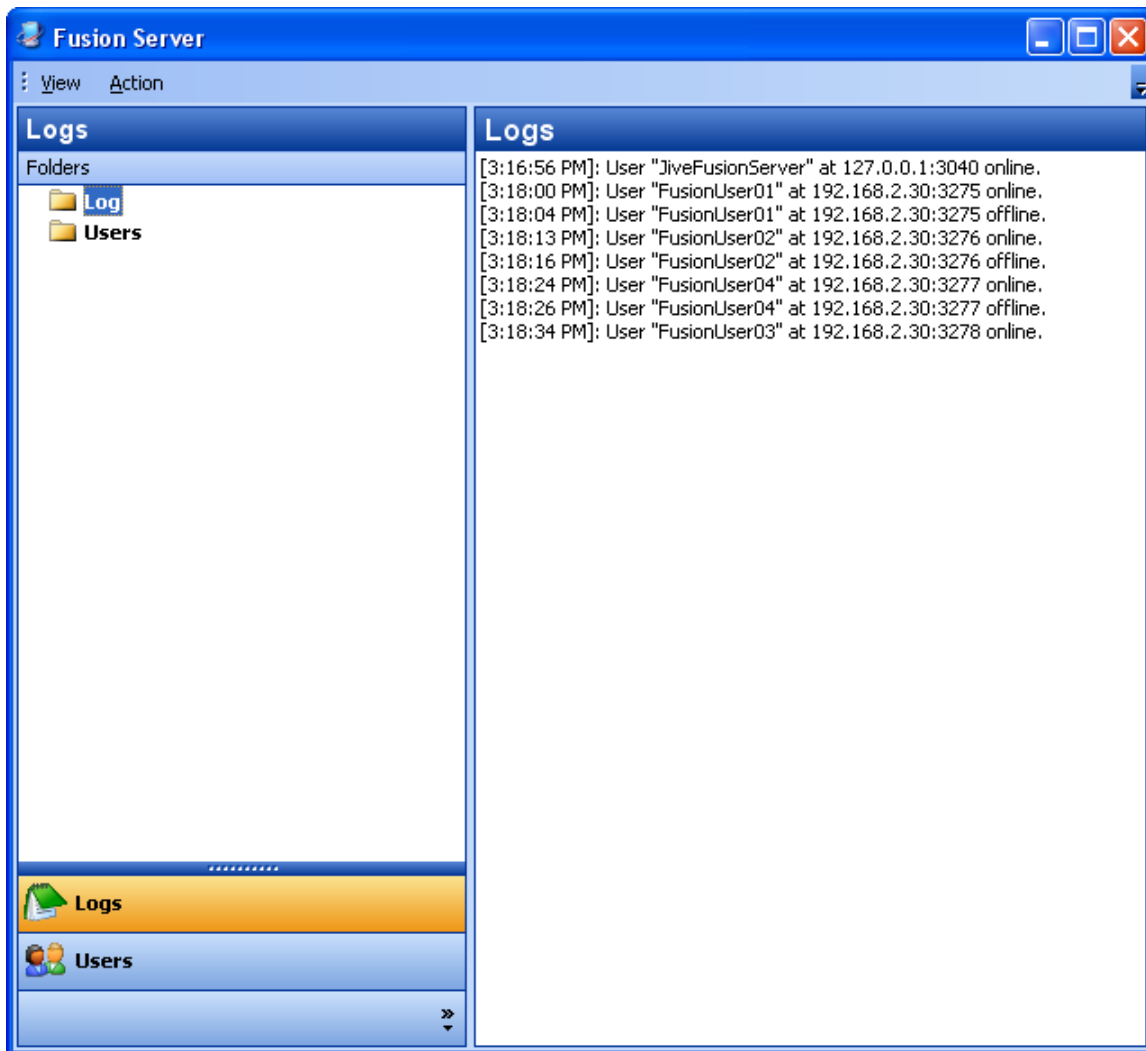 Fusion Server
View Action
Logs
Folders
Log
Users
Logs
Users
Logs
[3:16:56 PM]: User "JiveFusionServer" at 127.0.0.1:3040 online.
[3:18:00 PM]: User "FusionUser01" at 192.168.2.30:3275 online.
[3:18:04 PM]: User "FusionUser01" at 192.168.2.30:3275 offline.
[3:18:13 PM]: User "FusionUser02" at 192.168.2.30:3276 online.
[3:18:16 PM]: User "FusionUser02" at 192.168.2.30:3276 offline.
[3:18:24 PM]: User "FusionUser04" at 192.168.2.30:3277 online.
[3:18:26 PM]: User "FusionUser04" at 192.168.2.30:3277 offline.
[3:18:34 PM]: User "FusionUser03" at 192.168.2.30:3278 online.